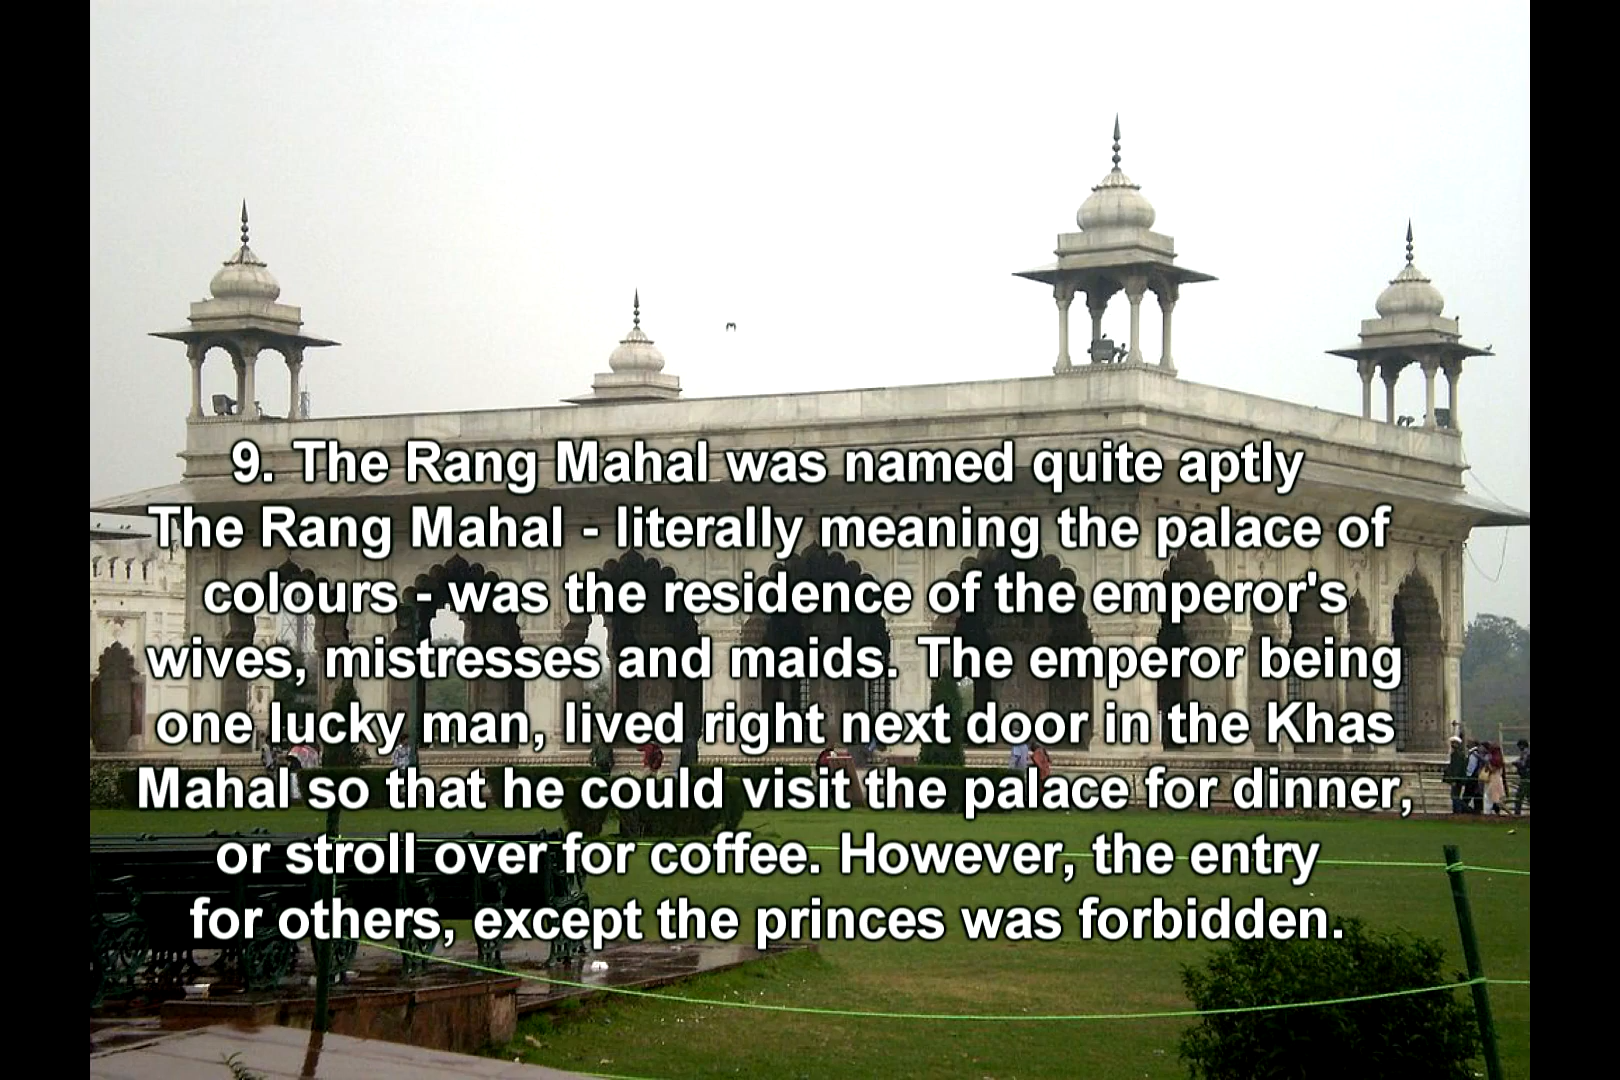 9. The Rang Mahal was named quite aptly
The Rang Mahal - literally meaning the palace of
colours - was the residence of the emperor's
wives, mistresses and maids. The emperor being
one lucky man, lived right next door in the Khas
Mahal so that he could visit the palace for dinner,
or stroll over for coffee. However, the entry
for others, except the princes was forbidden.